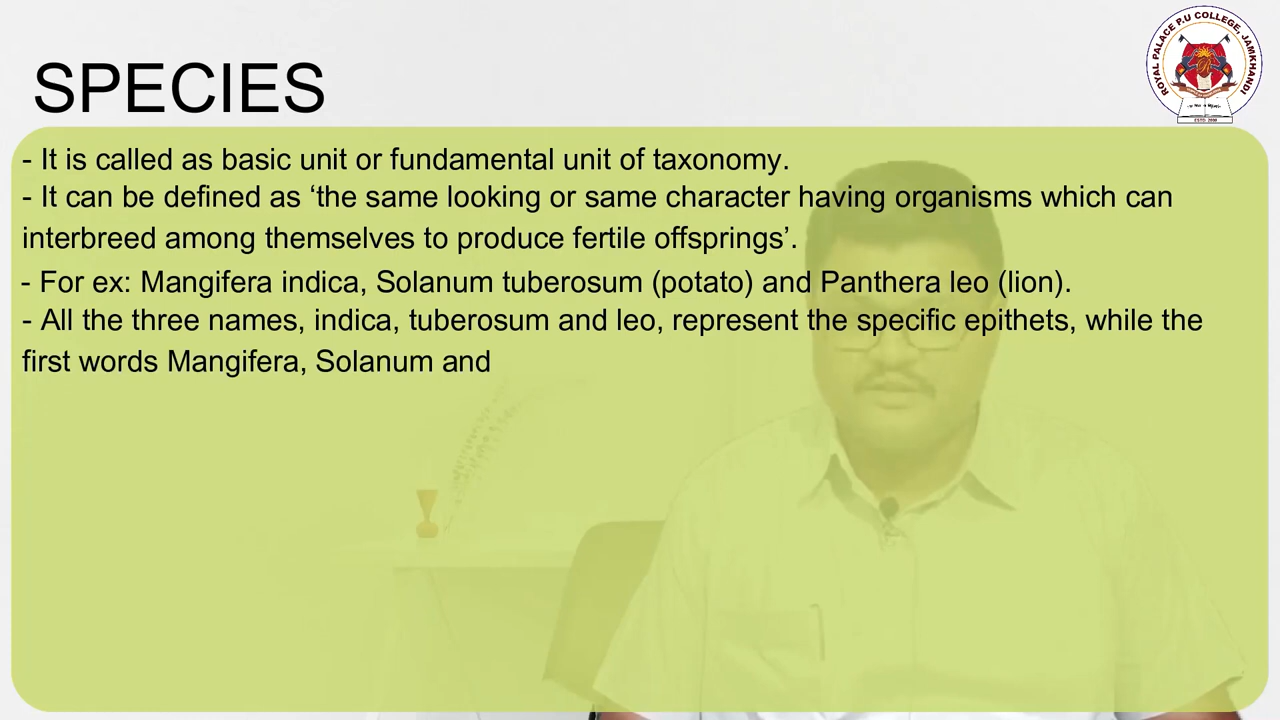 SPECIES
ROYAL PALACE P.U COLLEGE, JAMKHANDI
ESTD. 2008
- It is called as basic unit or fundamental unit of taxonomy.
- It can be defined as ‘the same looking or same character having organisms which can
interbreed among themselves to produce fertile offsprings’.
- For ex: Mangifera indica, Solanum tuberosum (potato) and Panthera leo (lion).
- All the three names, indica, tuberosum and leo, represent the specific epithets, while the
first words Mangifera, Solanum and